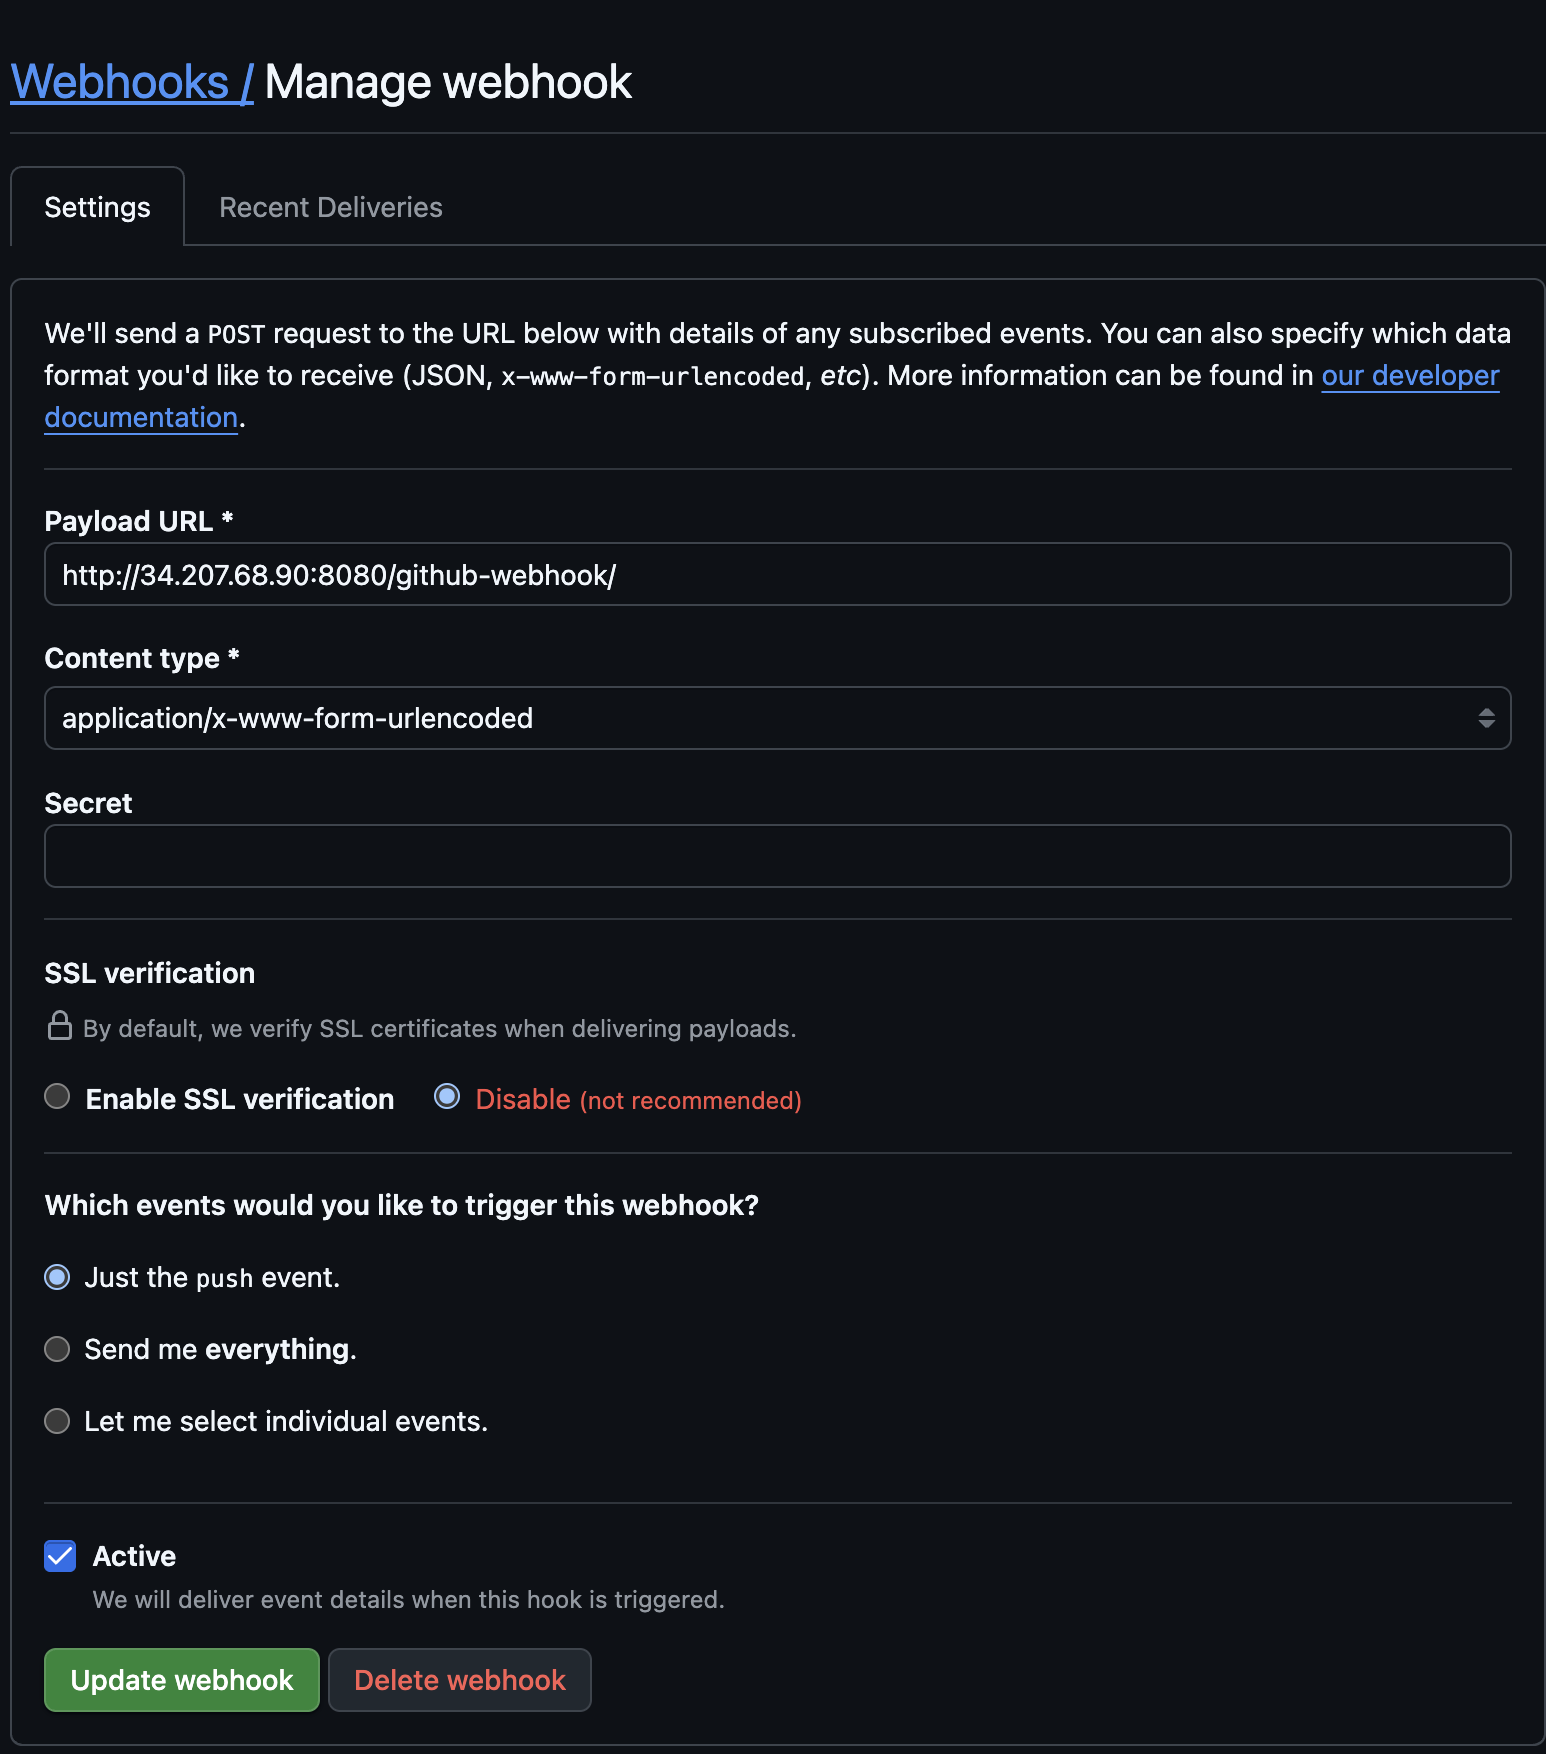 Webhooks / Manage webhook
Settings
Recent Deliveries
We'll send a POST request to the URL below with details of any subscribed events. You can also specify which data
format you'd like to receive (JSON, x-www-form-urlencoded, etc). More information can be found in our developer
documentation.
Payload URL *
http://34.207.68.90:8080/github-webhook/
Content type *
application/x-www-form-urlencoded
Secret
SSL verification
By default, we verify SSL certificates when delivering payloads.
Enable SSL verification
Disable (not recommended)
Which events would you like to trigger this webhook?
Just the push event.
Send me everything.
Let me select individual events.
Active
We will deliver event details when this hook is triggered.
Update webhook
Delete webhook